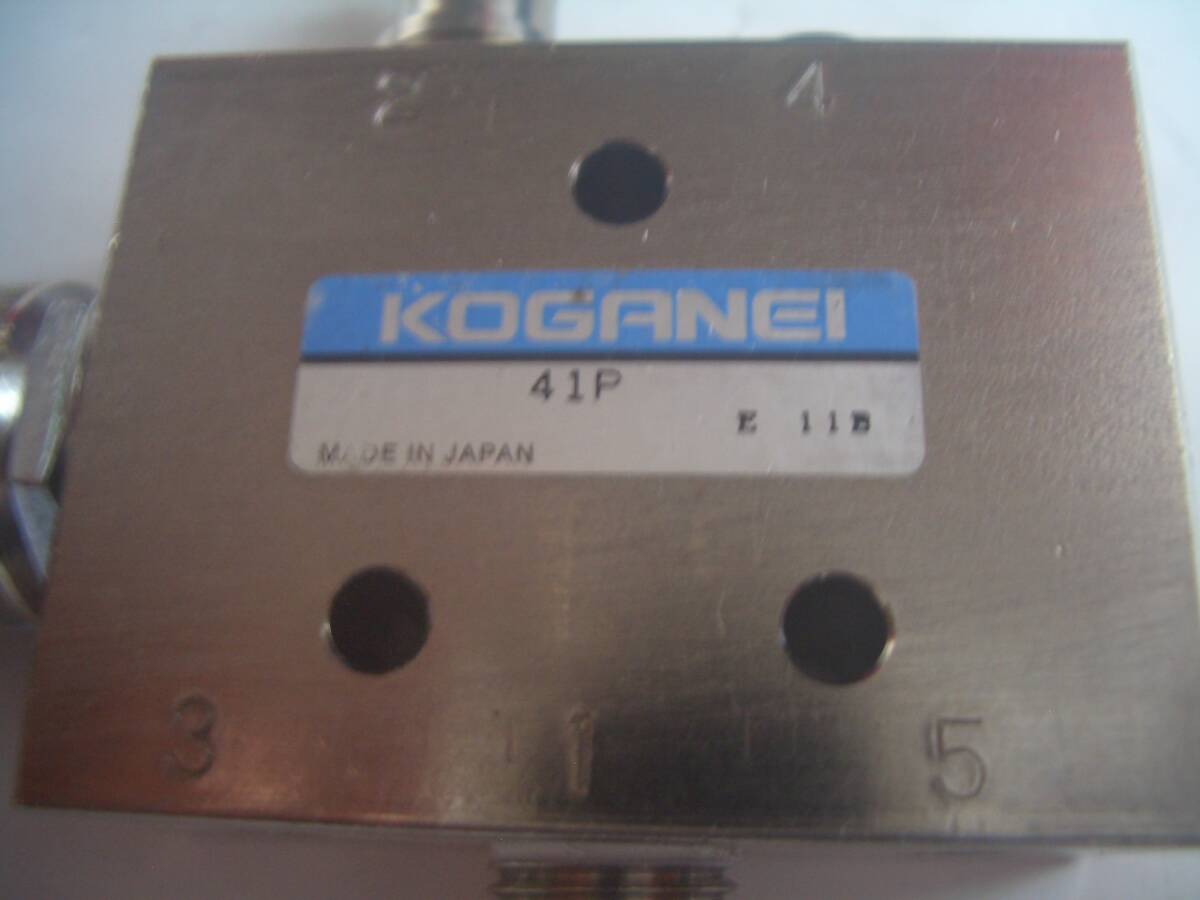 2 4
KOGANEI
41P
E 11B
MADE IN JAPAN
3 1 5